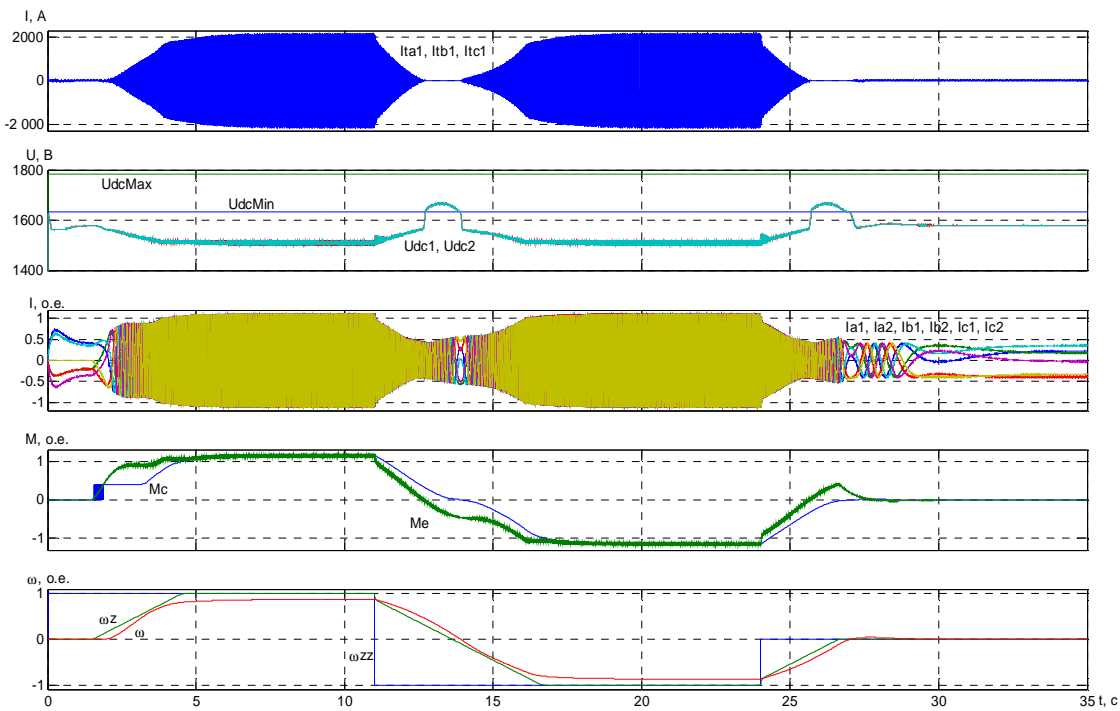 I, A
2000
Ita1, Itb1, Itc1
0
-2 000
U, B
1800
UdcMax
UdcMin
1600
Udc1, Udc2
1400
I, o.e.
1
Ia1, Ia2, Ib1, Ib2, Ic1, Ic2
0.5
0
-0.5
-1
M, o.e.
1
Mc
0
Me
-1
ω, o.e.
1
ωz
ω
0
ωzz
-1
0 5 10 15 20 25 30 35 t, c